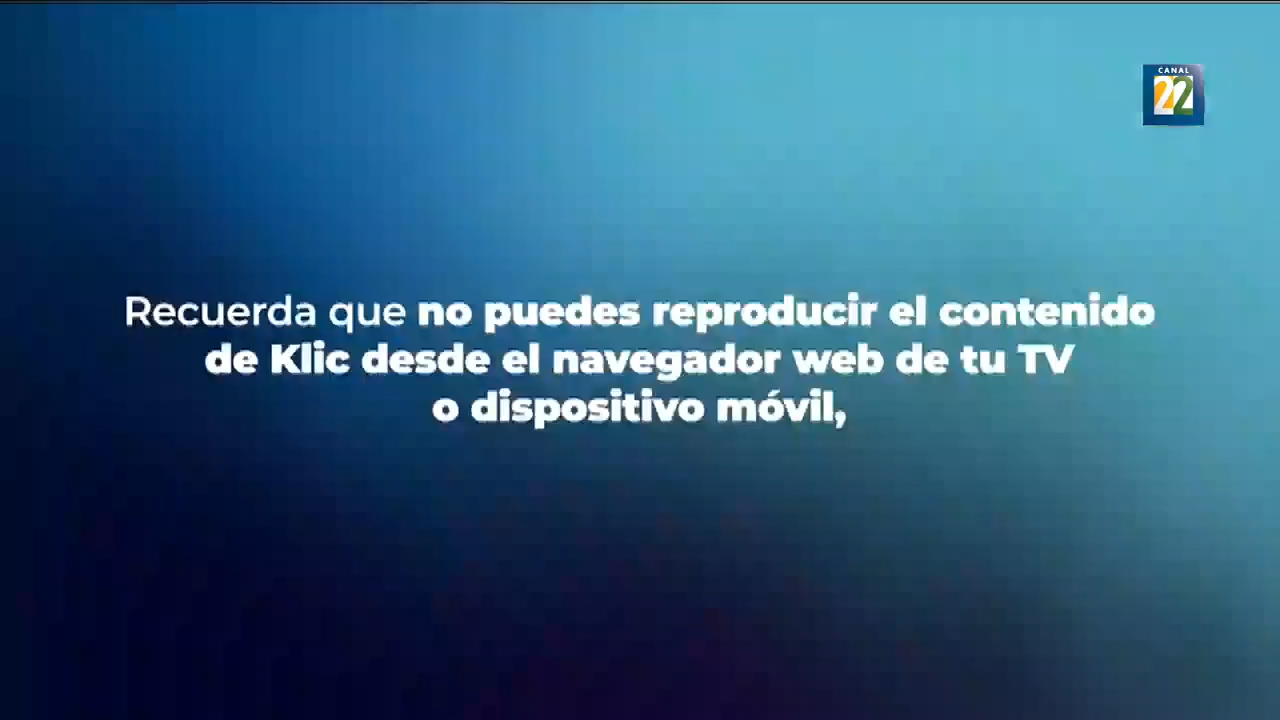 CANAL
22
Recuerda que no puedes reproducir el contenido
de Klic desde el navegador web de tu TV
o dispositivo móvil,